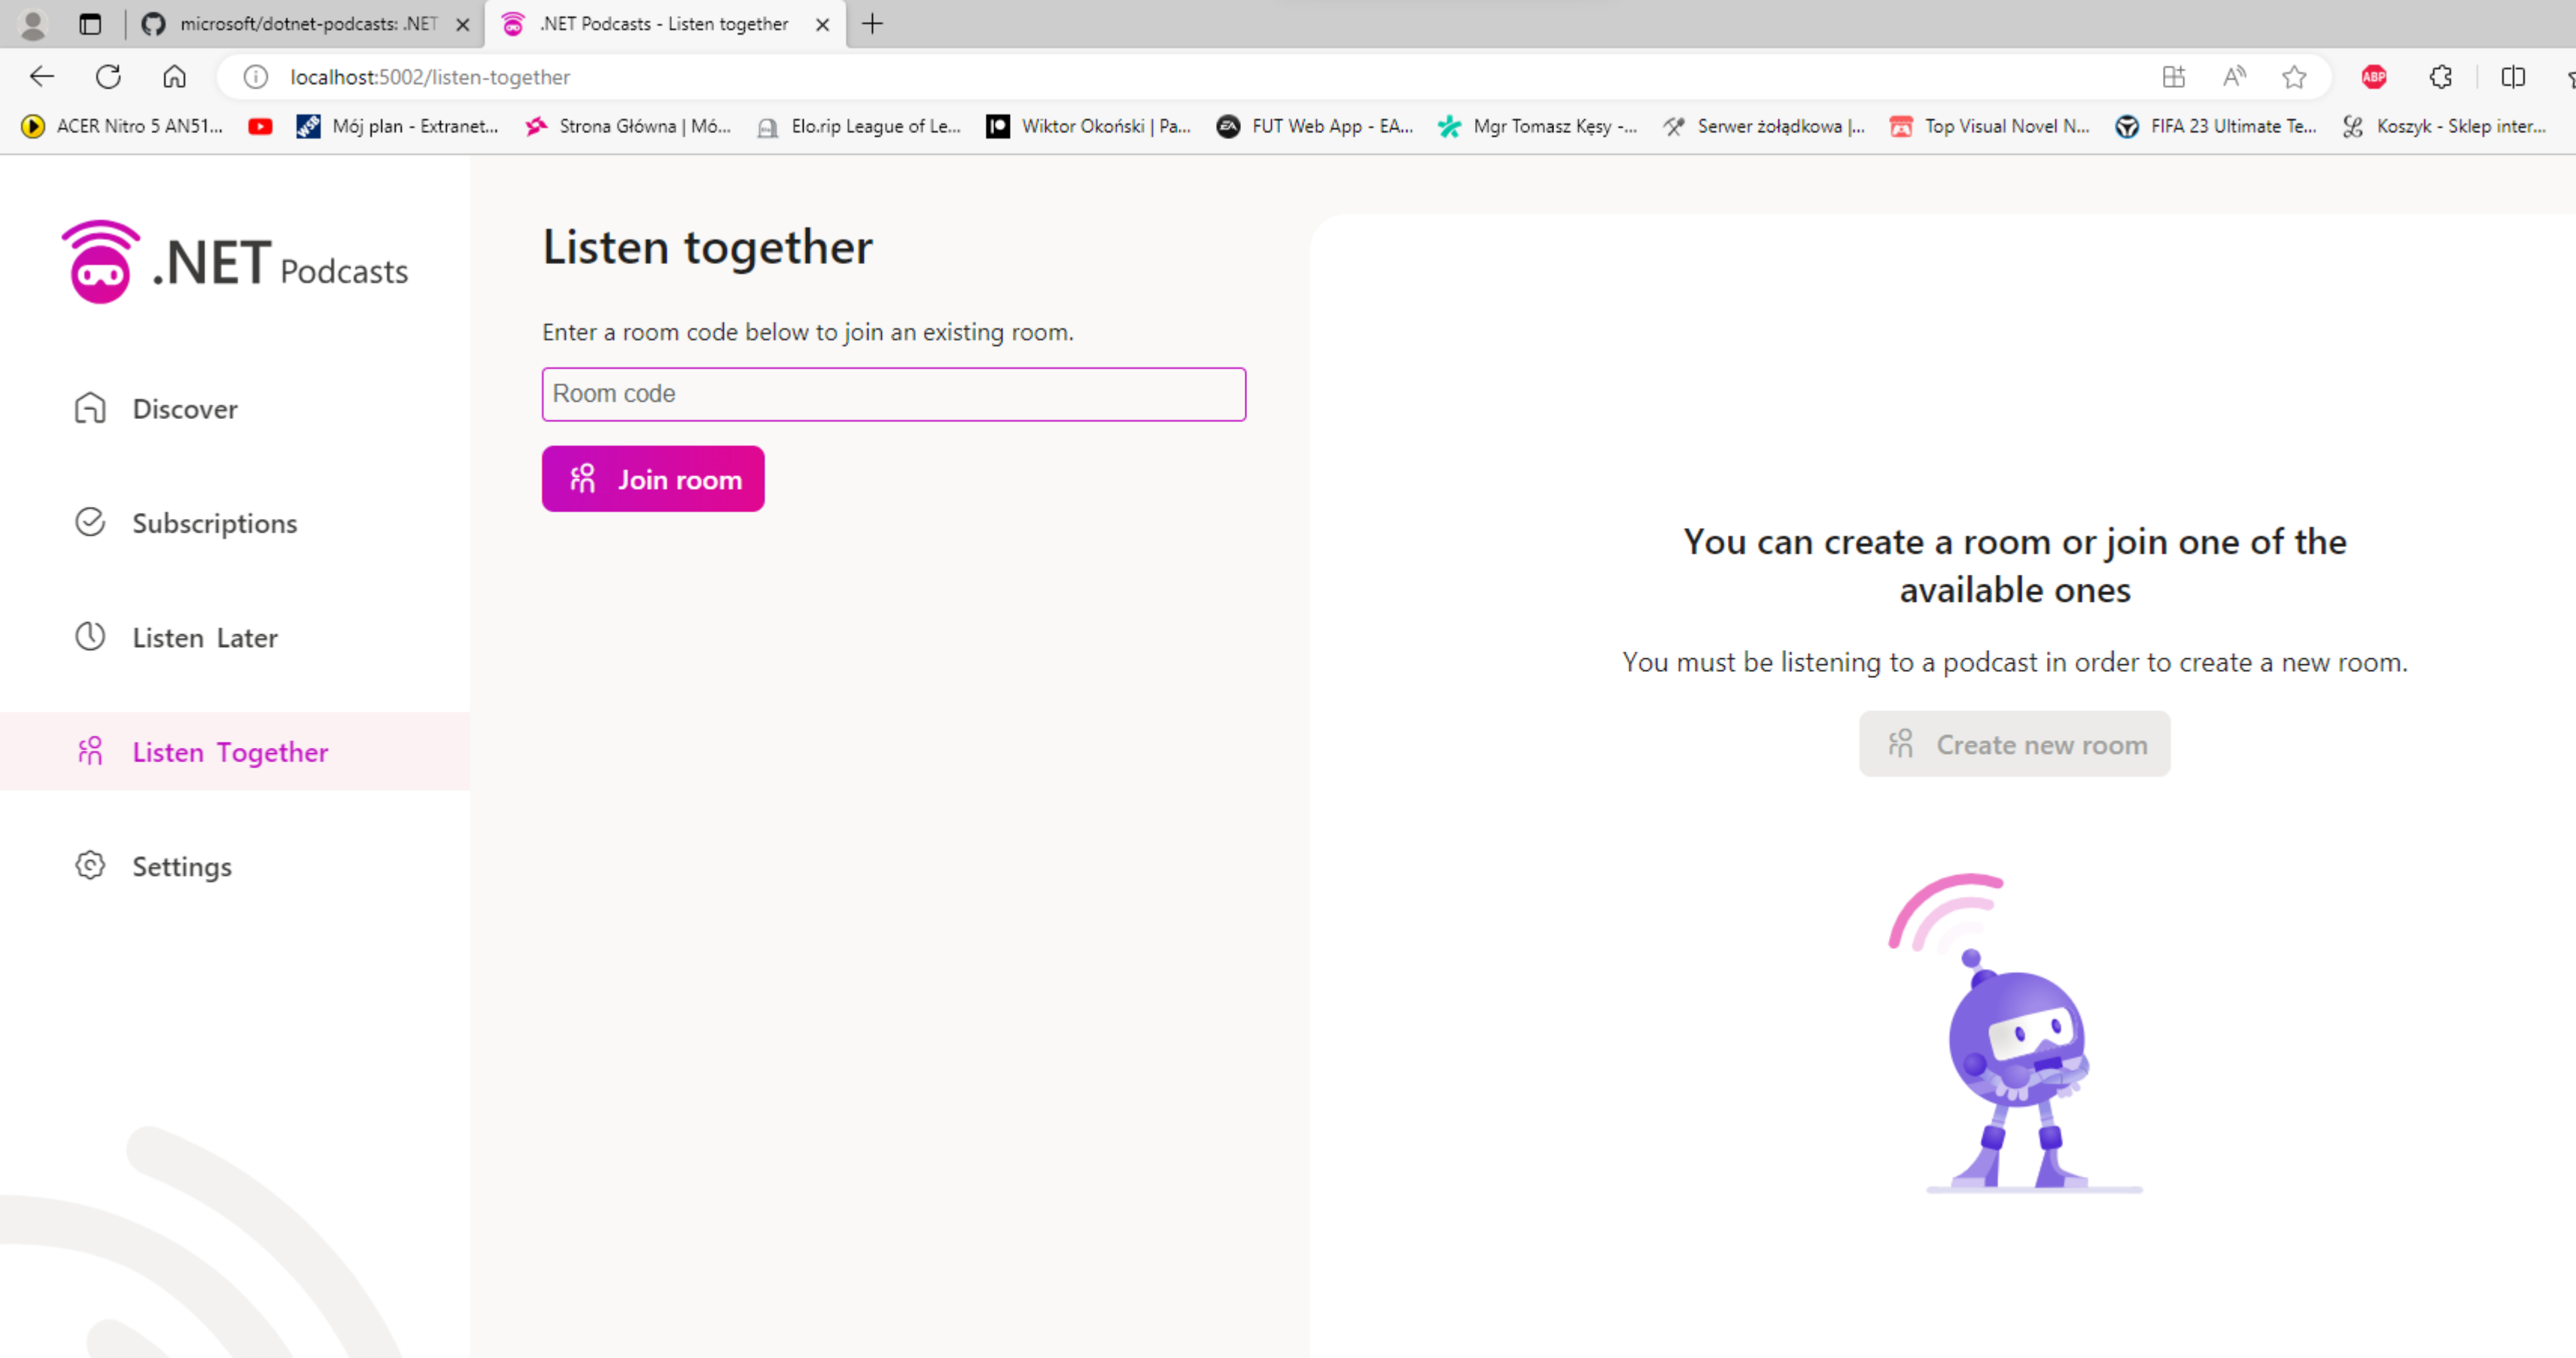 microsoft/dotnet-podcasts: .NET
.NET Podcasts - Listen together
localhost:5002/listen-together
ABP
ACER Nitro 5 AN51...
Mój plan - Extranet...
Strona Główna | Mó...
Elo.rip League of Le...
Wiktor Okoński | Pa...
FUT Web App - EA...
Mgr Tomasz Kęsy -...
Serwer żołądkowa |...
Top Visual Novel N...
FIFA 23 Ultimate Te...
Koszyk - Sklep inter...
.NET Podcasts
Discover
Subscriptions
Listen Later
Listen Together
Settings
Listen together
Enter a room code below to join an existing room.
Room code
Join room
You can create a room or join one of the
available ones
You must be listening to a podcast in order to create a new room.
Create new room